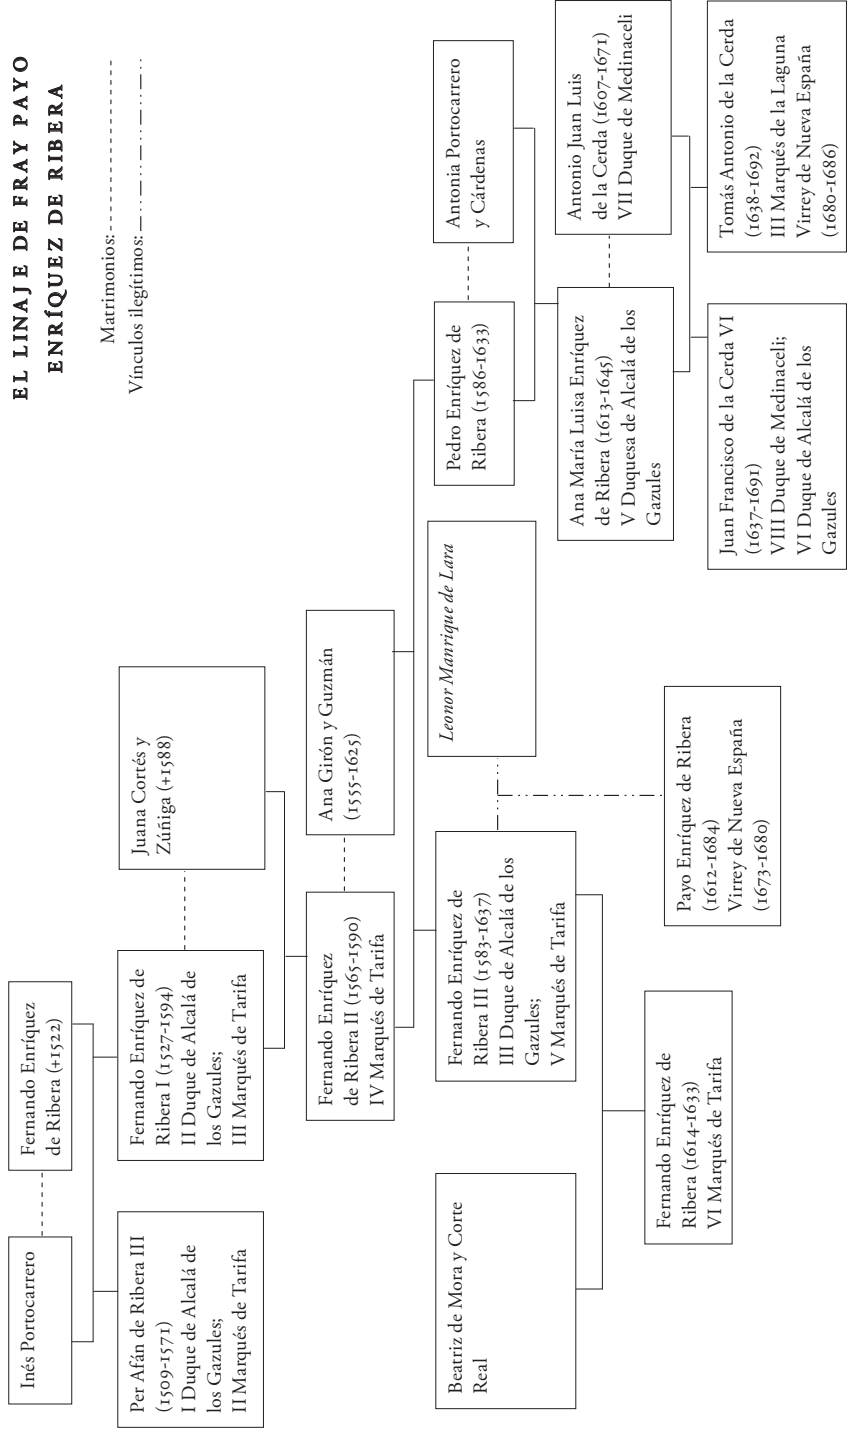 EL LINAJE DE FRAY PAYO
ENRÍQUEZ DE RIBERA
Matrimonios:
Vínculos ilegítimos:
Inés Portocarrero
Fernando Enríquez
de Ribera (+1522)
Per Afán de Ribera III
(1509-1571)
I Duque de Alcalá de
los Gazules;
II Marqués de Tarifa
Fernando Enríquez de
Ribera I (1527-1594)
II Duque de Alcalá de
los Gazules;
III Marqués de Tarifa
Juana Cortés y
Zúñiga (+1588)
Fernando Enríquez
de Ribera II (1565-1590)
IV Marqués de Tarifa
Ana Girón y Guzmán
(1555-1625)
Beatriz de Mora y Corte
Real
Fernando Enríquez de
Ribera III (1583-1637)
III Duque de Alcalá de los
Gazules;
V Marqués de Tarifa
Leonor Manrique de Lara
Pedro Enríquez de
Ribera (1586-1633)
Antonia Portocarrero
y Cárdenas
Ana María Luisa Enríquez
de Ribera (1613-1645)
V Duquesa de Alcalá de los
Gazules
Antonio Juan Luis
de la Cerda (1607-1671)
VII Duque de Medinaceli
Fernando Enríquez de
Ribera (1614-1633)
VI Marqués de Tarifa
Payo Enríquez de Ribera
(1612-1684)
Virrey de Nueva España
(1673-1680)
Juan Francisco de la Cerda VI
(1637-1691)
VIII Duque de Medinaceli;
VI Duque de Alcalá de los
Gazules
Tomás Antonio de la Cerda
(1638-1692)
III Marqués de la Laguna
Virrey de Nueva España
(1680-1686)